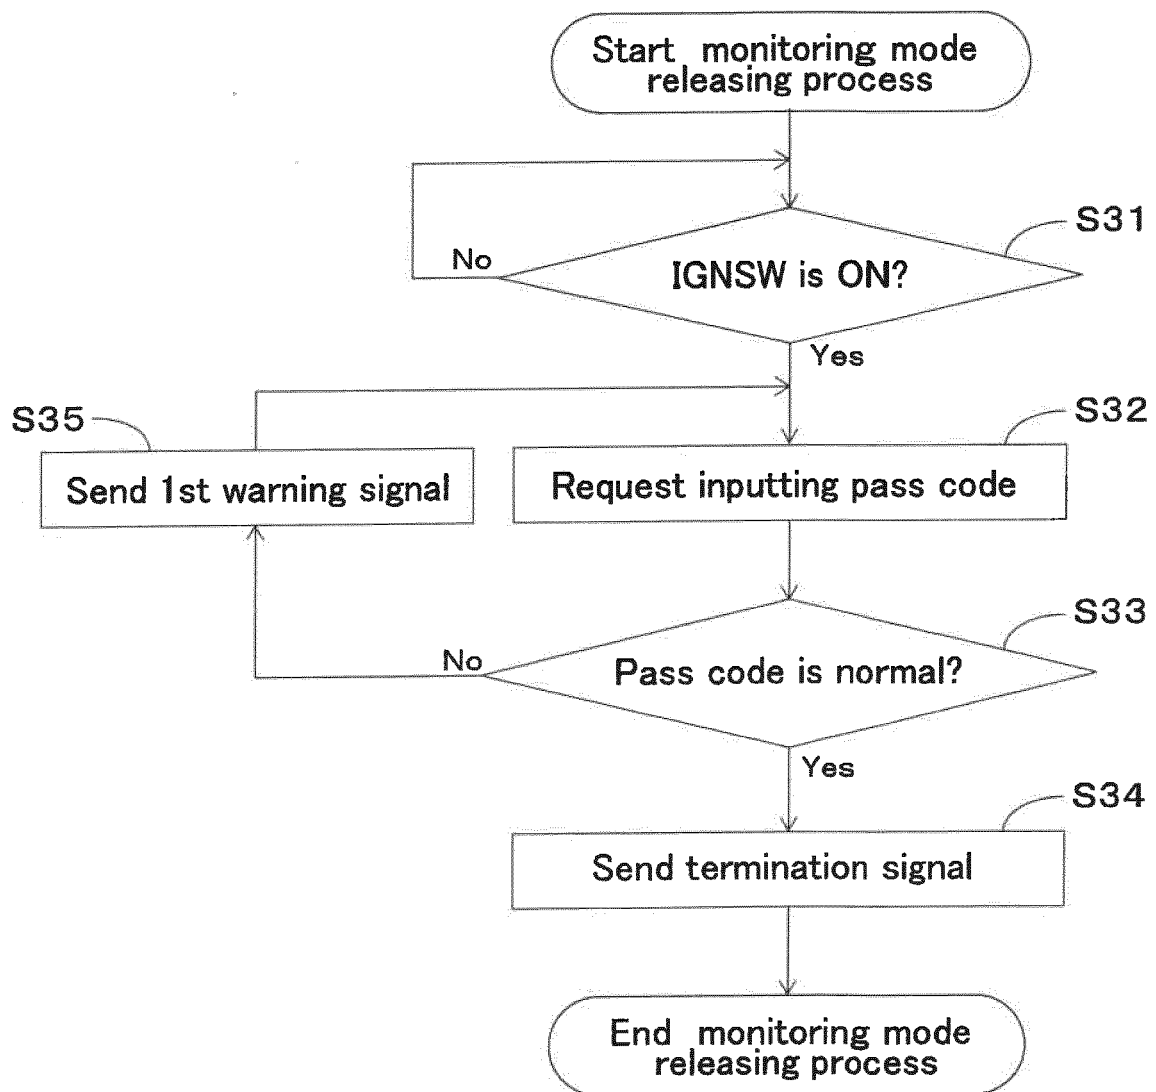 Start monitoring mode
releasing process
S31
No
IGNSW is ON?
Yes
S35
S32
Send 1st warning signal
Request inputting pass code
S33
No
Pass code is normal?
Yes
S34
Send termination signal
End monitoring mode
releasing process